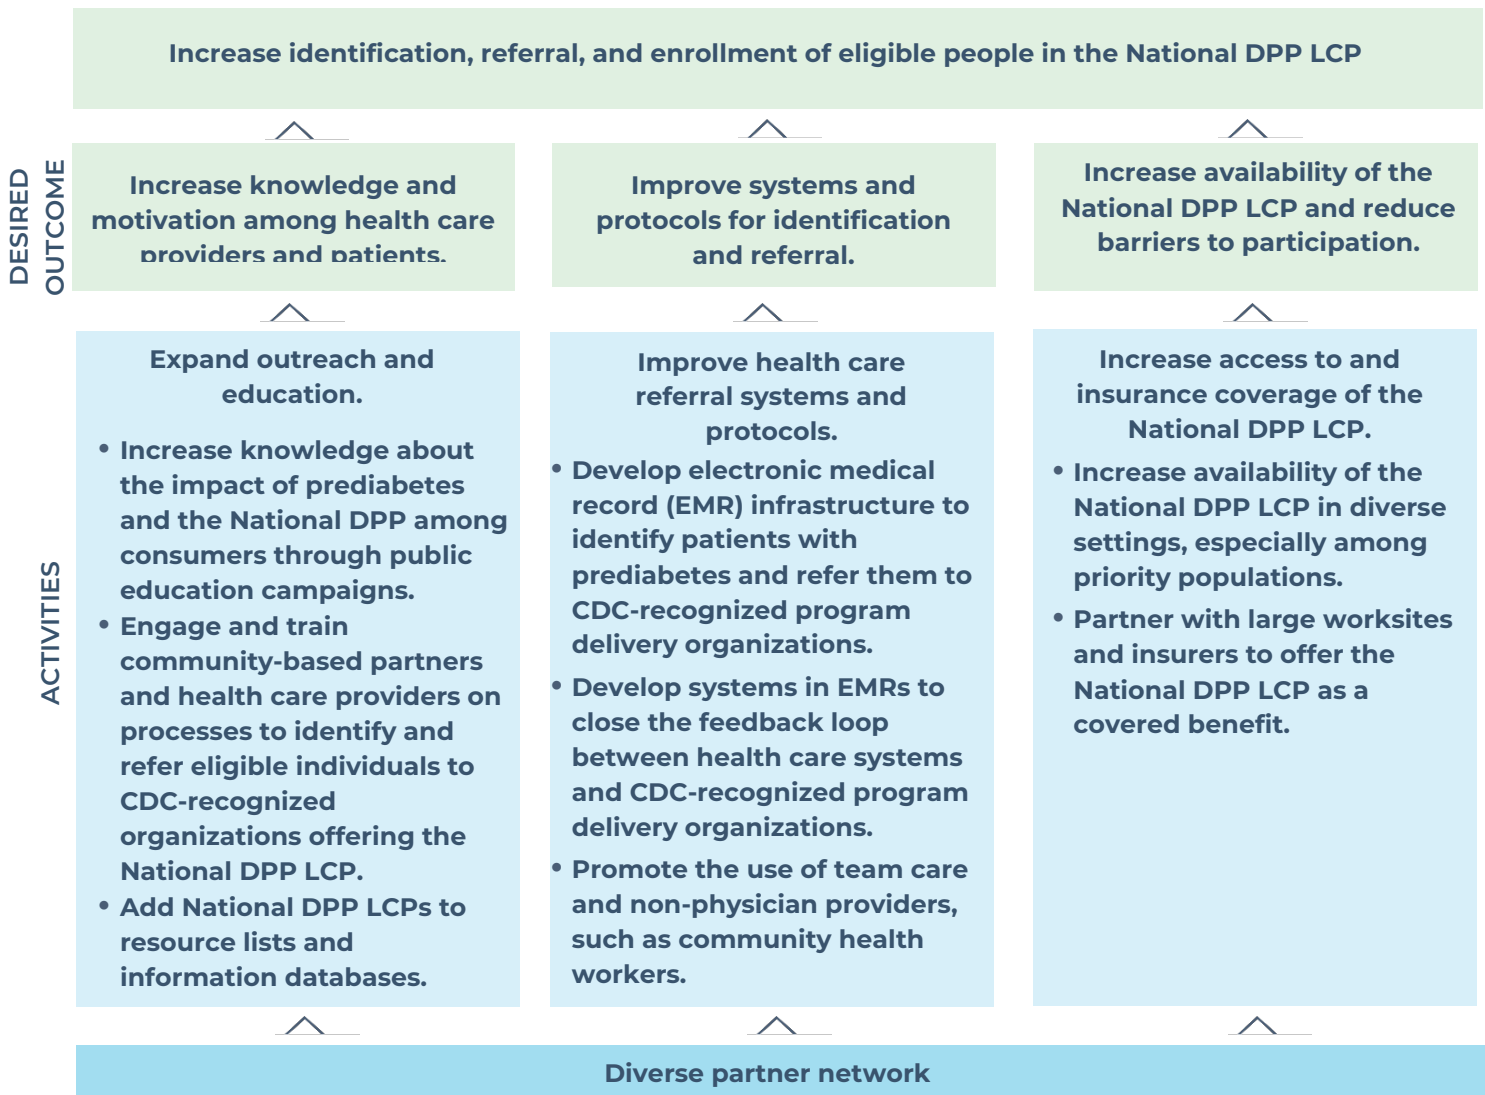 Increase identification, referral, and enrollment of eligible people in the National DPP LCP
DESIRED
OUTCOME
Increase knowledge and
motivation among health care
providers and patients.
Improve systems and
protocols for identification
and referral.
Increase availability of the
National DPP LCP and reduce
barriers to participation.
ACTIVITIES
Expand outreach and
education.
• Increase knowledge about
the impact of prediabetes
and the National DPP among
consumers through public
education campaigns.
• Engage and train
community-based partners
and health care providers on
processes to identify and
refer eligible individuals to
CDC-recognized
organizations offering the
National DPP LCP.
• Add National DPP LCPs to
resource lists and
information databases.
Improve health care
referral systems and
protocols.
• Develop electronic medical
record (EMR) infrastructure to
identify patients with
prediabetes and refer them to
CDC-recognized program
delivery organizations.
• Develop systems in EMRs to
close the feedback loop
between health care systems
and CDC-recognized program
delivery organizations.
• Promote the use of team care
and non-physician providers,
such as community health
workers.
Increase access to and
insurance coverage of the
National DPP LCP.
• Increase availability of the
National DPP LCP in diverse
settings, especially among
priority populations.
• Partner with large worksites
and insurers to offer the
National DPP LCP as a
covered benefit.
Diverse partner network